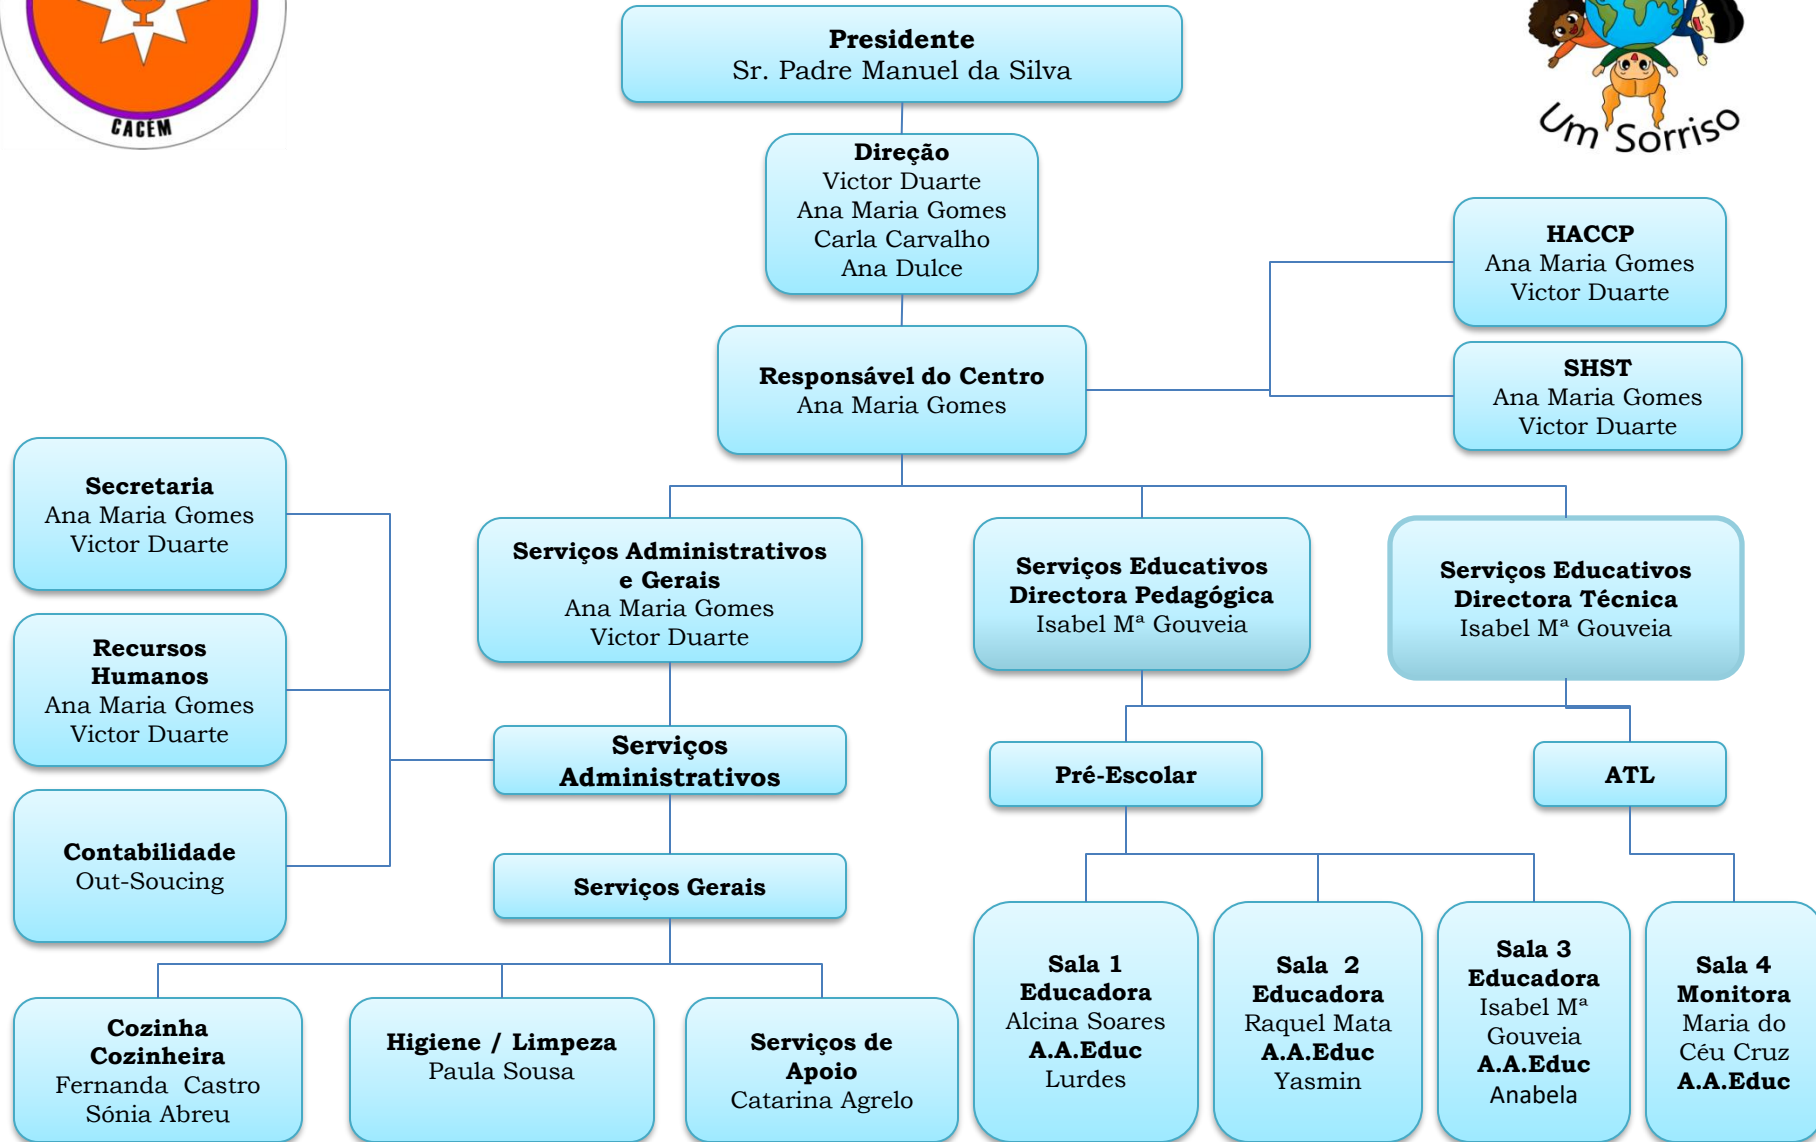 CACÉM
Um Sorriso
Presidente
Sr. Padre Manuel da Silva
Direção
Victor Duarte
Ana Maria Gomes
Carla Carvalho
Ana Dulce
HACCP
Ana Maria Gomes
Victor Duarte
Responsável do Centro
Ana Maria Gomes
SHST
Ana Maria Gomes
Victor Duarte
Secretaria
Ana Maria Gomes
Victor Duarte
Recursos
Humanos
Ana Maria Gomes
Victor Duarte
Contabilidade
Out-Soucing
Serviços Administrativos
e Gerais
Ana Maria Gomes
Victor Duarte
Serviços Educativos
Directora Pedagógica
Isabel Mª Gouveia
Serviços Educativos
Directora Técnica
Isabel Mª Gouveia
Serviços
Administrativos
Pré-Escolar
ATL
Serviços Gerais
Cozinha
Cozinheira
Fernanda  Castro
Sónia Abreu
Higiene / Limpeza
Paula Sousa
Serviços de
Apoio
Catarina Agrelo
Sala 1
Educadora
Alcina Soares
A.A.Educ
Lurdes
Sala  2
Educadora
Raquel Mata
A.A.Educ
Yasmin
Sala 3
Educadora
Isabel Mª
Gouveia
A.A.Educ
Anabela
Sala 4
Monitora
Maria do
Céu Cruz
A.A.Educ